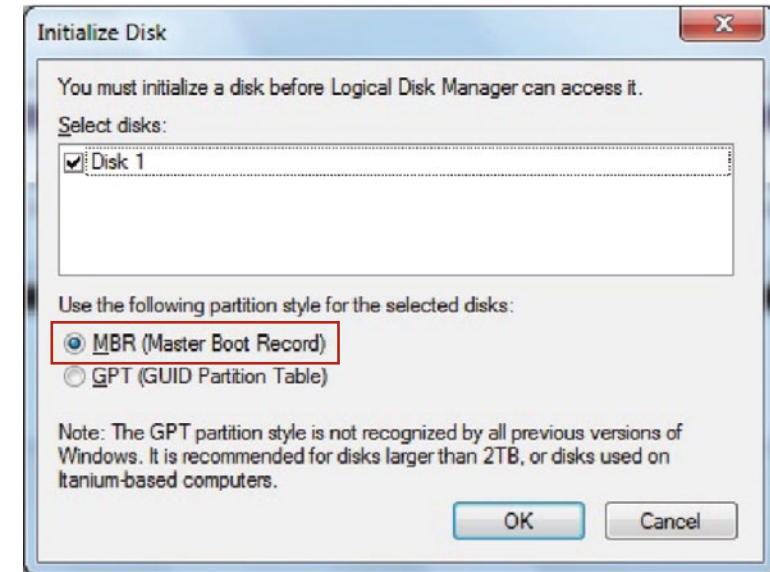 Initialize Disk
You must initialize a disk before Logical Disk Manager can access it.
Select disks:
Disk 1
Use the following partition style for the selected disks:
MBR (Master Boot Record)
GPT (GUID Partition Table)
Note: The GPT partition style is not recognized by all previous versions of
Windows. It is recommended for disks larger than 2TB, or disks used on
Itanium-based computers.
OK Cancel